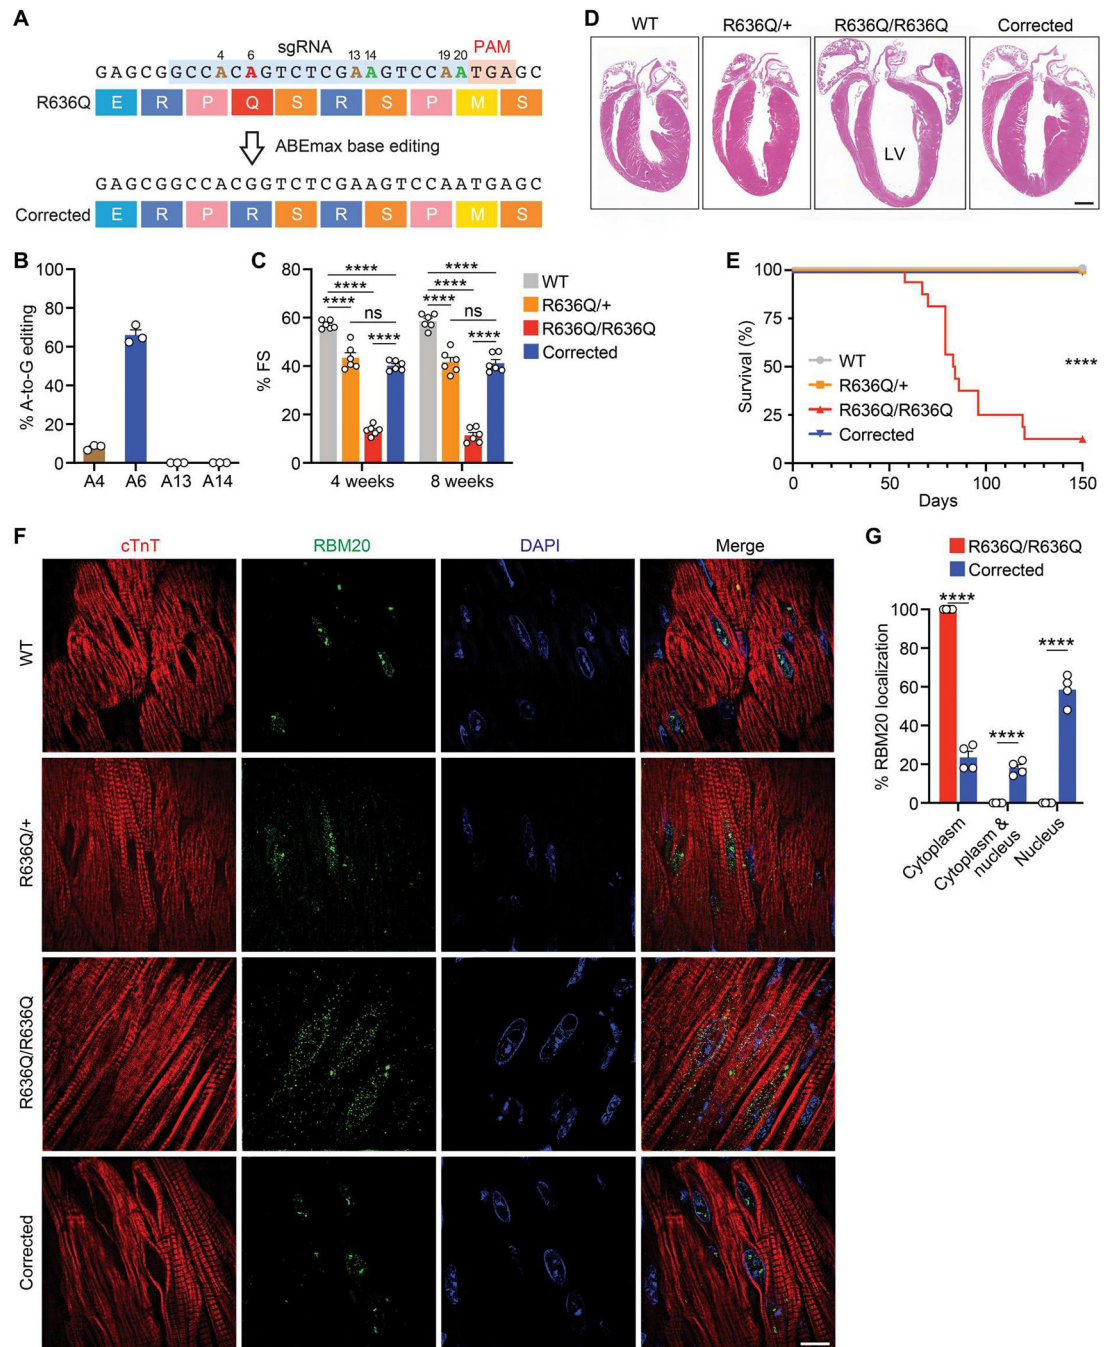 A
sgRNA
PAM
4 6 13 14 19 20
GAGCGGCCACAGTCTCGAAGTCCAATGAGC
R636Q E R P Q S R S P M S
ABEmax base editing
GAGCGGCCACGGTCTCGAAGTCCAATGAGC
Corrected E R P R S R S P M S
B
% A-to-G editing
100
80
60
40
20
0
A4 A6 A13 A14
C
% FS
80
60
40
20
0
****
****
****
ns
****
****
****
****
ns
****
4 weeks 8 weeks
WT
R636Q/+
R636Q/R636Q
Corrected
D
WT R636Q/+ R636Q/R636Q Corrected
LV
E
Survival (%)
100
75
50
25
0
WT
R636Q/+
R636Q/R636Q
Corrected
****
0 50 100 150
Days
F
cTnT RBM20 DAPI Merge
WT
R636Q/+
R636Q/R636Q
Corrected
G
R636Q/R636Q
Corrected
% RBM20 localization
100
80
60
40
20
0
****
****
****
Cytoplasm
Cytoplasm &
nucleus
Nucleus